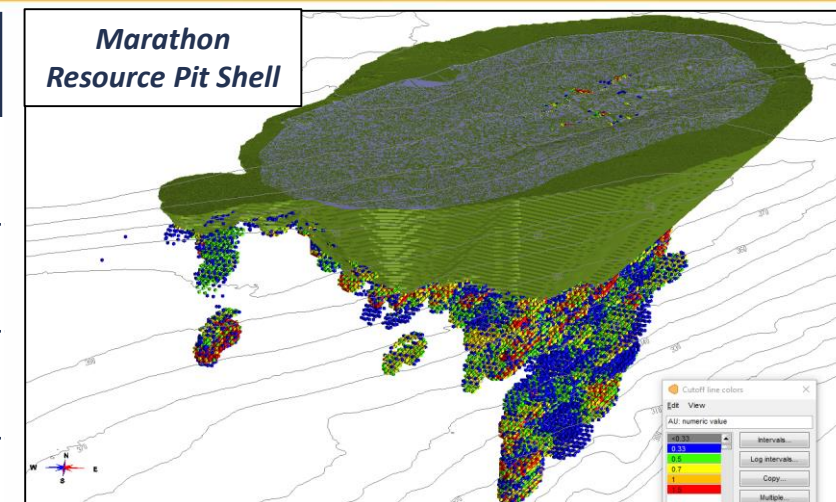 Marathon
Resource Pit Shell
Cutoff line colors
Edit View
AU: numeric value
<0.33
0.33
0.5
0.7
1
Intervals...
Log intervals...
Copy...
Multiple...
N
W E
S